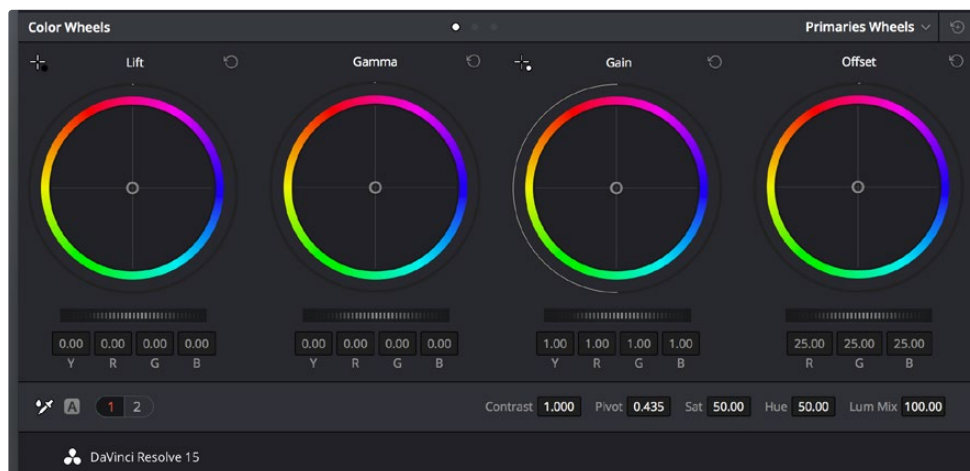 Color Wheels Primaries Wheels
Lift Gamma Gain Offset
0.00 0.00 0.00 0.00 0.00 0.00 0.00 0.00 1.00 1.00 1.00 1.00 25.00 25.00 25.00
Y R G B Y R G B Y R G B R G B
A 1 2 Contrast 1.000 Pivot 0.435 Sat 50.00 Hue 50.00 Lum Mix 100.00
DaVinci Resolve 15